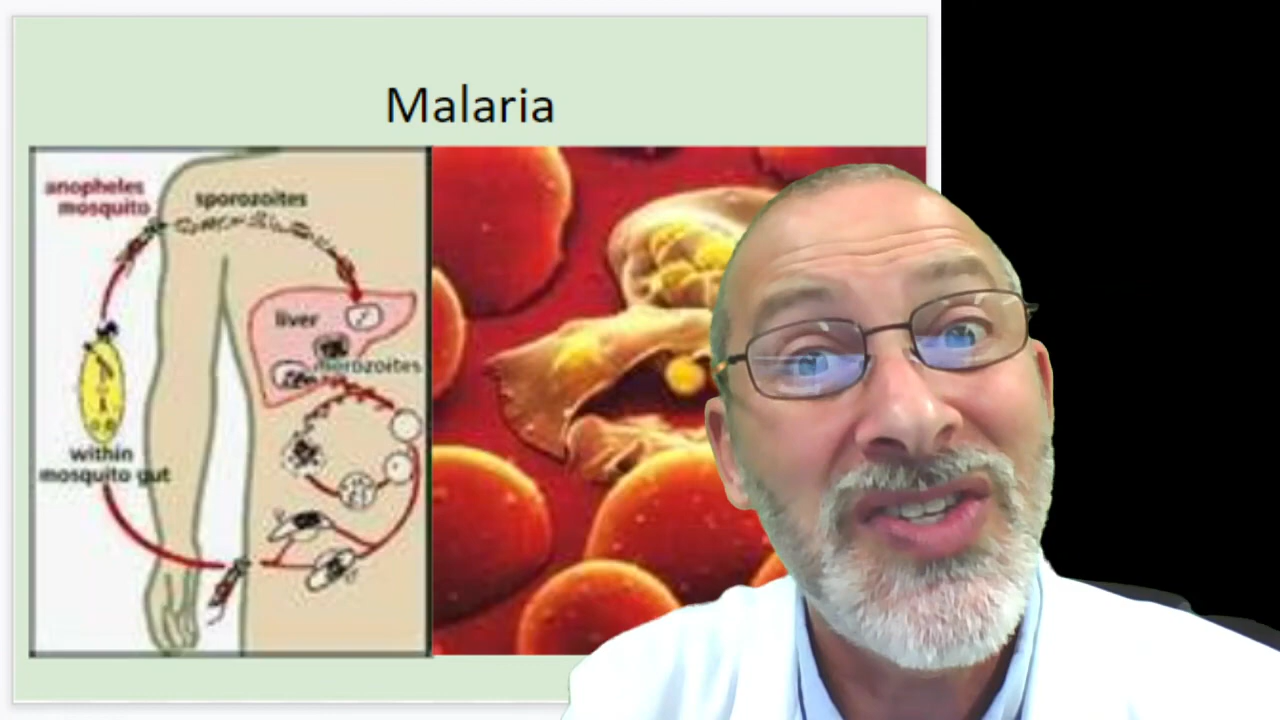 Malaria
anopheles
mosquito
sporozoites
liver
merozoites
within
mosquito gut